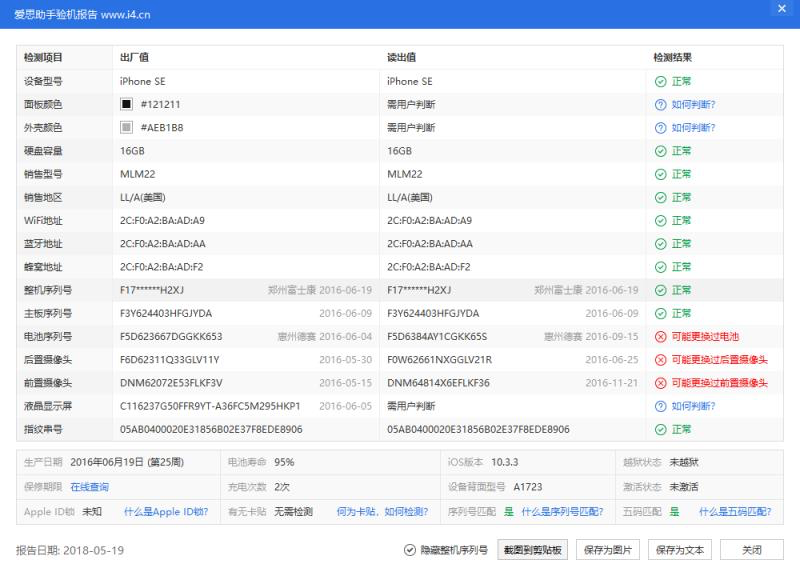 爱思助手验机报告 www.i4.cn
检测项目 出厂值 读出值 检测结果
设备型号 iPhone SE iPhone SE 正常
面板颜色 #121211 需用户判断 如何判断?
外壳颜色 #AEB1B8 需用户判断 如何判断?
硬盘容量 16GB 16GB 正常
销售型号 MLM22 MLM22 正常
销售地区 LL/A(美国) LL/A(美国) 正常
WiFi地址 2C:F0:A2:BA:AD:A9 2C:F0:A2:BA:AD:A9 正常
蓝牙地址 2C:F0:A2:BA:AD:AA 2C:F0:A2:BA:AD:AA 正常
蜂窝地址 2C:F0:A2:BA:AD:F2 2C:F0:A2:BA:AD:F2 正常
整机序列号 F17******H2XJ 郑州富士康 2016-06-19 F17******H2XJ 郑州富士康 2016-06-19 正常
主板序列号 F3Y624403HFGJYDA 2016-06-09 F3Y624403HFGJYDA 2016-06-09 正常
电池序列号 F5D623667DGGKK653 惠州德赛 2016-06-04 F5D6384AY1CGKK65S 惠州德赛 2016-09-15 可能更换过电池
后置摄像头 F6D62311Q33GLV11Y 2016-05-30 F0W62661NXGGLV21R 2016-06-25 可能更换过后置摄像头
前置摄像头 DNM62072E53FLKF3V 2016-05-15 DNM64814X6EFLKF36 2016-11-21 可能更换过前置摄像头
液晶显示屏 C116237G50FFR9YT-A36FC5M295HKP1 2016-06-05 需用户判断 如何判断?
指纹串号 05AB0400020E31856B02E37F8EDE8906 05AB0400020E31856B02E37F8EDE8906 正常
生产日期 2016年06月19日 (第25周) 电池寿命 95% iOS版本 10.3.3 越狱状态 未越狱
保修期限 在线查询 充电次数 2次 设备背面型号 A1723 激活状态 未激活
Apple ID锁 未知 什么是Apple ID锁? 有无卡贴 无需检测 何为卡贴，如何检测? 序列号匹配 是 什么是序列号匹配? 五码匹配 是 什么是五码匹配?
报告日期: 2018-05-19 隐藏整机序列号 截图到剪贴板 保存为图片 保存为文本 关闭